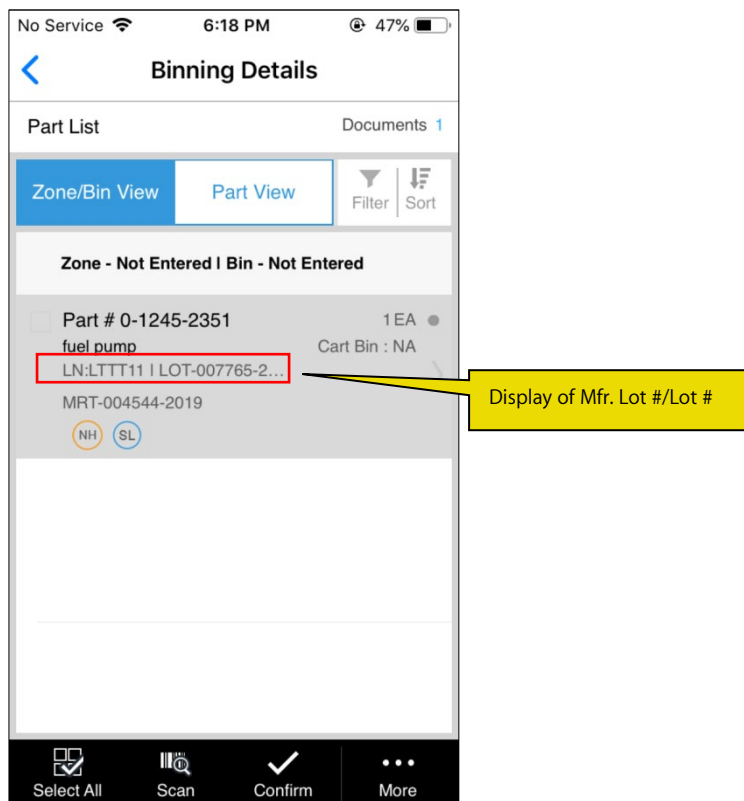 No Service 6:18 PM 47%
Binning Details
Part List Documents 1
Zone/Bin View Part View Filter Sort
Zone - Not Entered I Bin - Not Entered
Part # 0-1245-2351 1 EA
fuel pump Cart Bin : NA
LN:LTTT11 I LOT-007765-2...
Display of Mfr. Lot #/Lot #
MRT-004544-2019
NH SL
Select All Scan Confirm More